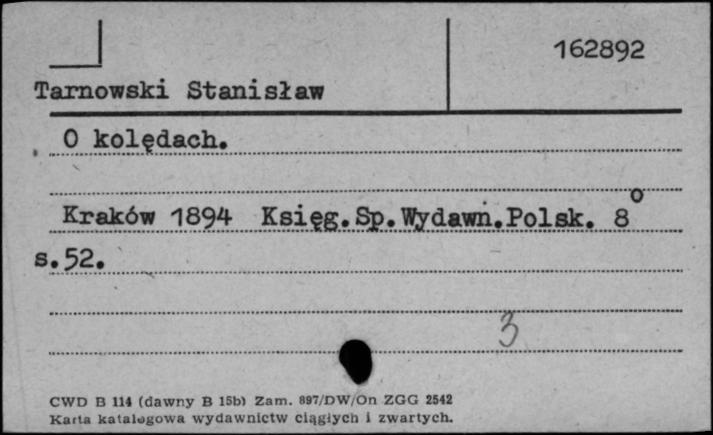 162892
Tarnowski Stanisław
O kolędach.
Kraków 1894 Księg.Sp.Wydawn.Polsk. 8o
s.52.
3
CWD B 114 (dawny B 15b) Zam. 897/DW/On ZGG 2542
Karta katalogowa wydawnictw ciągłych i zwartych.